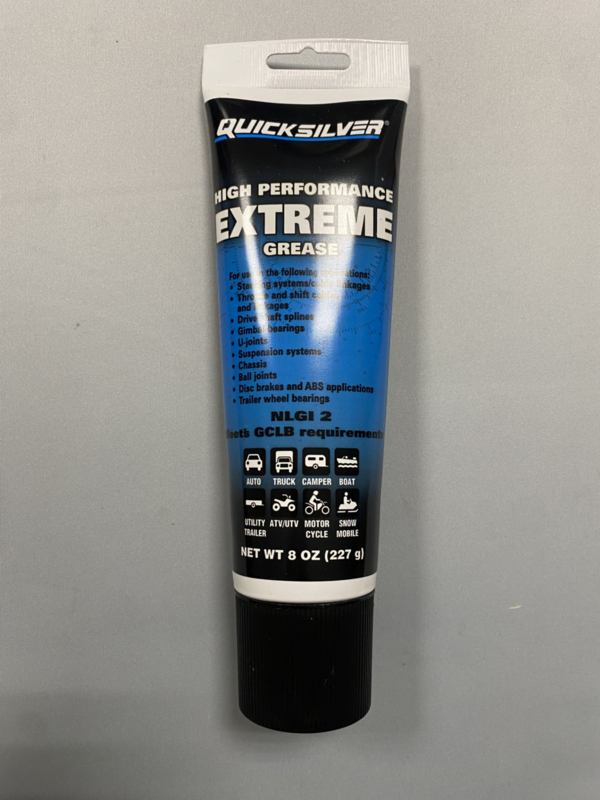 QUICKSILVER®
HIGH PERFORMANCE
EXTREME
GREASE
For use in the following applications:
• Steering systems/cable linkages
• Throttle and shift cables
and linkages
• Drive shaft splines
• Gimbal bearings
• U-joints
• Suspension systems
• Chassis
• Ball joints
• Disc brakes and ABS applications
• Trailer wheel bearings
NLGI 2
Meets GCLB requirements
AUTO TRUCK CAMPER BOAT
UTILITY ATV/UTV MOTOR SNOW
TRAILER CYCLE MOBILE
NET WT 8 OZ (227 g)